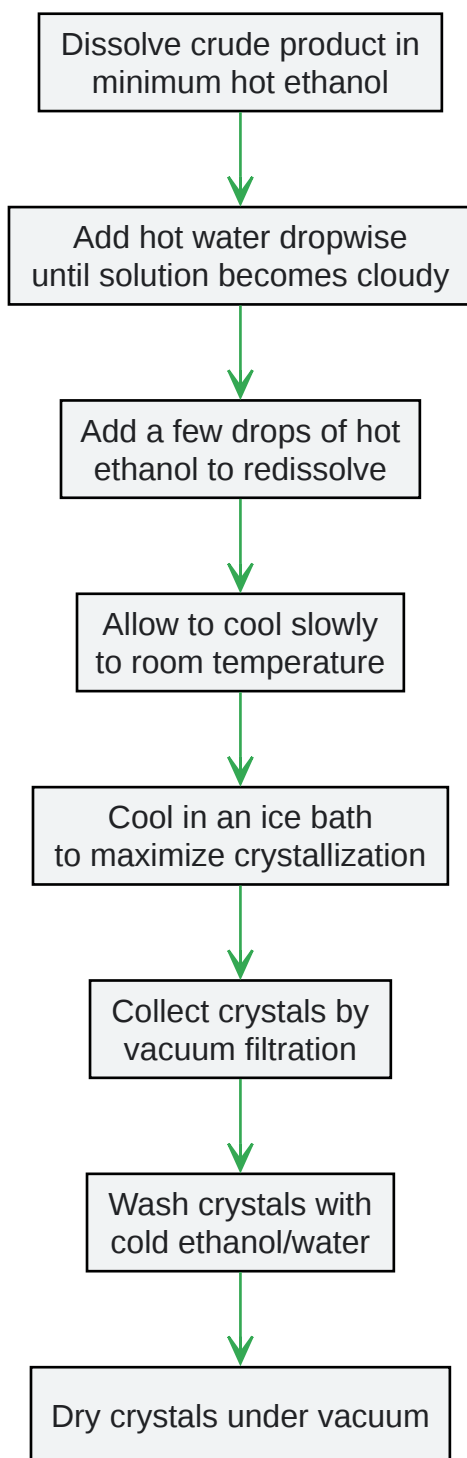 Dissolve crude product in
minimum hot ethanol
Add hot water dropwise
until solution becomes cloudy
Add a few drops of hot
ethanol to redissolve
Allow to cool slowly
to room temperature
Cool in an ice bath
to maximize crystallization
Collect crystals by
vacuum filtration
Wash crystals with
cold ethanol/water
Dry crystals under vacuum